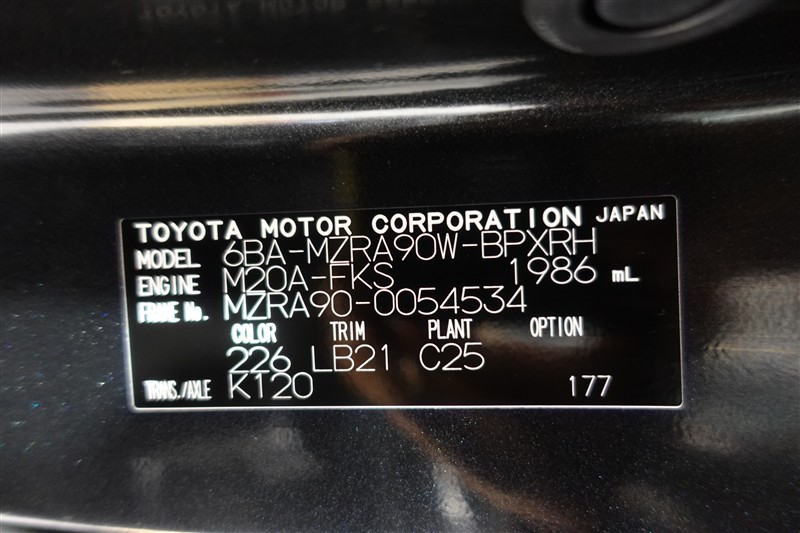 TOYOTA MOTOR CORPORATION JAPAN
MODEL 6BA-MZRA90W-BPXRH
ENGINE M20A-FKS 1986 mL
FRAME No. MZRA90-0054534
COLOR TRIM PLANT OPTION
226 LB21 C25
TRANS./AXLE K120 177